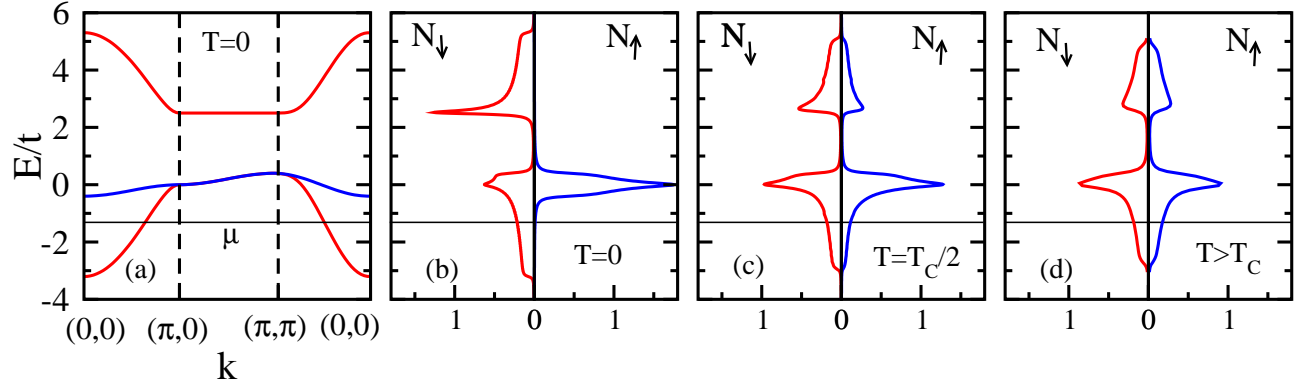 6
4
2
0
-2
-4
E/t
T=0
μ
(a)
(0,0) (π,0) (π,π) (0,0)
k
N↓ N↑
(b) T=0
1 0 1
N↓ N↑
(c) T=T_C/2
1 0 1
N↓ N↑
(d) T>T_C
1 0 1